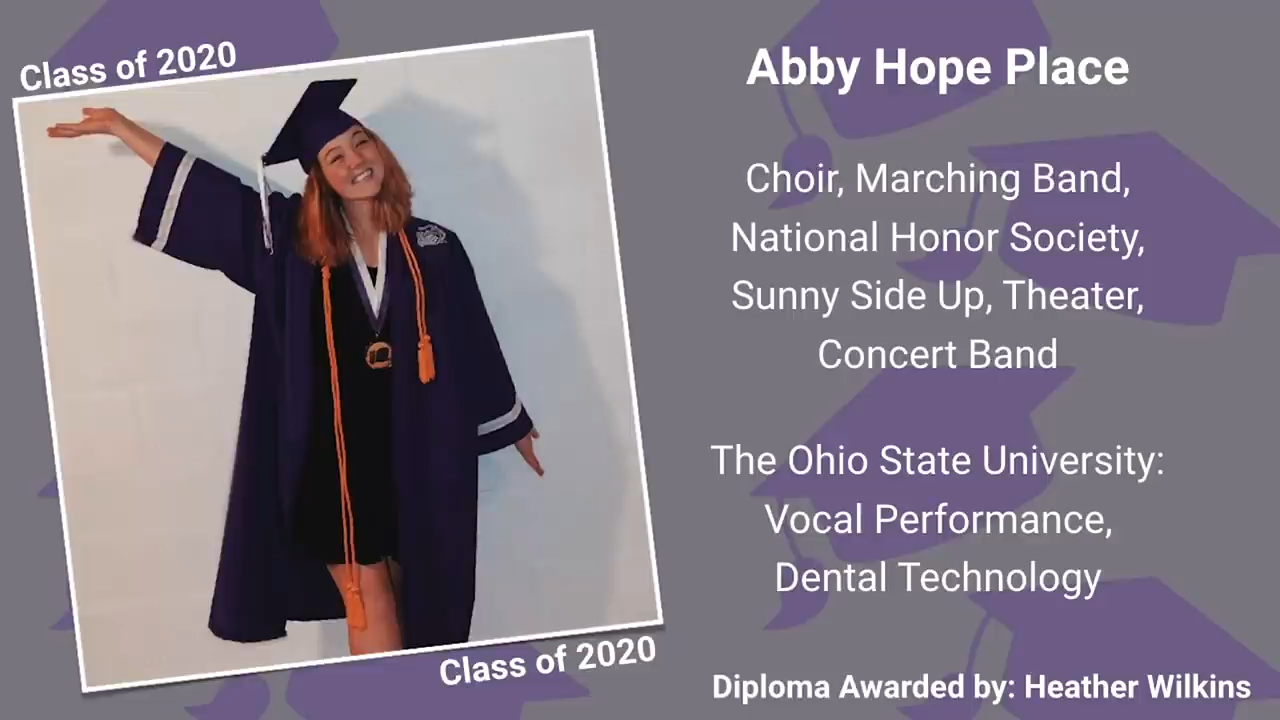 Class of 2020
Abby Hope Place
Choir, Marching Band,
National Honor Society,
Sunny Side Up, Theater,
Concert Band
The Ohio State University:
Vocal Performance,
Dental Technology
Class of 2020
Diploma Awarded by: Heather Wilkins